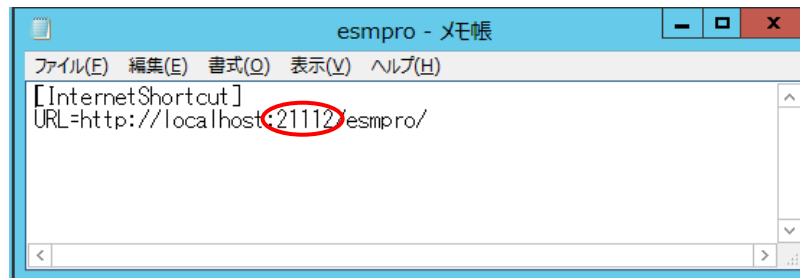 esmpro - メモ帳
ファイル(F) 編集(E) 書式(O) 表示(V) ヘルプ(H)
[InternetShortcut]
URL=http://localhost:21112/esmpro/